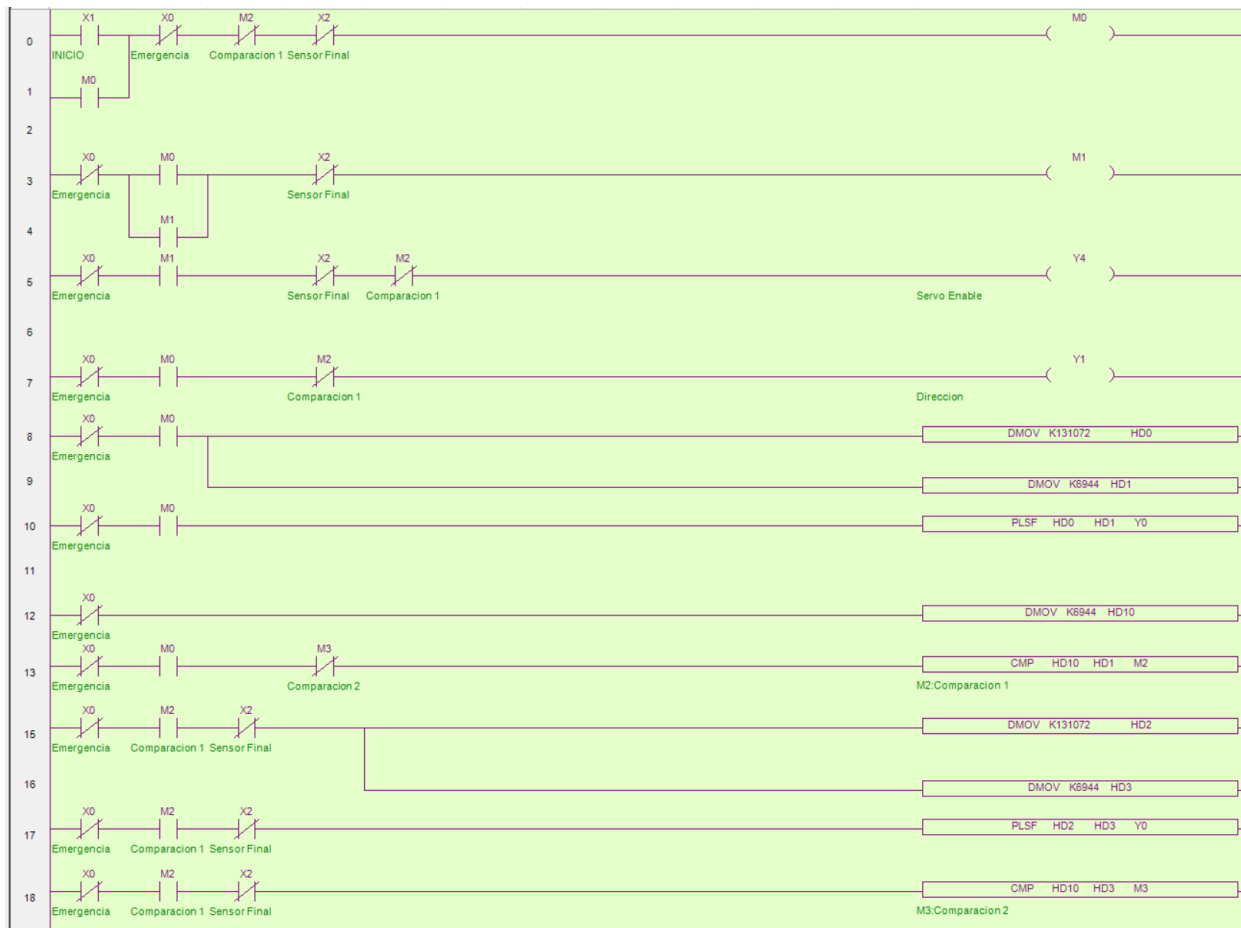 X1 X0 M2 X2 M0
0
INICIO Emergencia Comparacion 1 Sensor Final
M0
1
2
X0 M0 X2 M1
3
Emergencia Sensor Final
M1
4
X0 M1 X2 M2 Y4
5
Emergencia Sensor Final Comparacion 1 Servo Enable
6
X0 M0 M2 Y1
7
Emergencia Comparacion 1 Direccion
X0 M0
8 DMOV K131072 HD0
Emergencia
9 DMOV K6944 HD1
X0 M0
10 PLSF HD0 HD1 Y0
Emergencia
11
X0
12 DMOV K6944 HD10
Emergencia
X0 M0 M3
13 CMP HD10 HD1 M2
Emergencia Comparacion 2 M2:Comparacion 1
X0 M2 X2
15 DMOV K131072 HD2
Emergencia Comparacion 1 Sensor Final
16 DMOV K6944 HD3
X0 M2 X2
17 PLSF HD2 HD3 Y0
Emergencia Comparacion 1 Sensor Final
X0 M2 X2
18 CMP HD10 HD3 M3
Emergencia Comparacion 1 Sensor Final M3:Comparacion 2